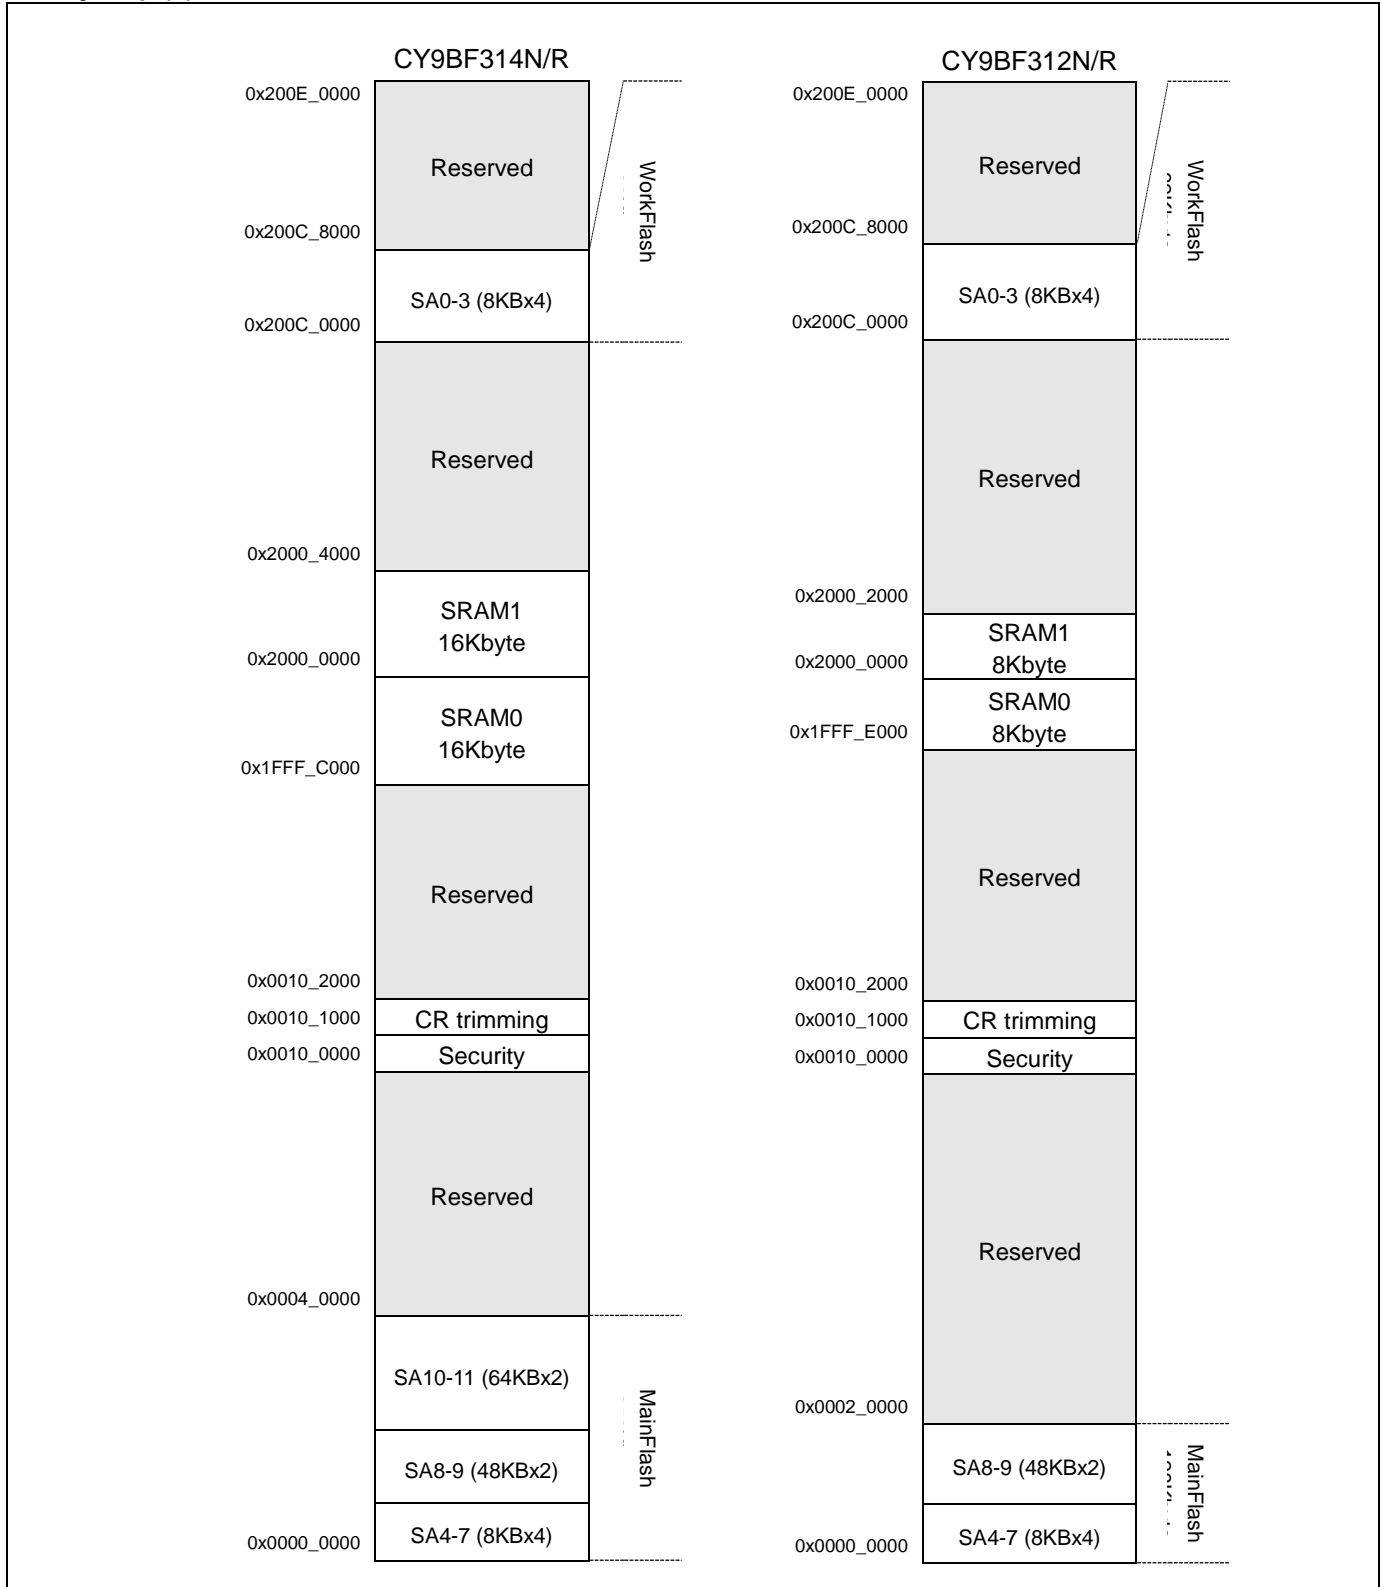 CY9BF314N/R
0x200E_0000
Reserved
WorkFlash
0x200C_8000
SA0-3 (8KBx4)
0x200C_0000
Reserved
0x2000_4000
SRAM1
16Kbyte
0x2000_0000
SRAM0
16Kbyte
0x1FFF_C000
Reserved
0x0010_2000
0x0010_1000
CR trimming
0x0010_0000
Security
Reserved
0x0004_0000
SA10-11 (64KBx2)
MainFlash
SA8-9 (48KBx2)
SA4-7 (8KBx4)
0x0000_0000
CY9BF312N/R
0x200E_0000
Reserved
WorkFlash
0x200C_8000
SA0-3 (8KBx4)
0x200C_0000
Reserved
0x2000_2000
SRAM1
8Kbyte
0x2000_0000
SRAM0
8Kbyte
0x1FFF_E000
Reserved
0x0010_2000
0x0010_1000
CR trimming
0x0010_0000
Security
Reserved
0x0002_0000
SA8-9 (48KBx2)
MainFlash
SA4-7 (8KBx4)
0x0000_0000